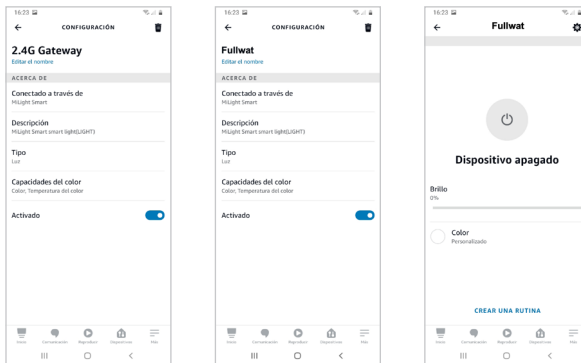 16:23
CONFIGURACIÓN
2.4G Gateway
Editar el nombre
ACERCA DE
Conectado a través de
MiLight Smart
Descripción
MiLight Smart smart light(LIGHT)
Tipo
Luz
Capacidades del color
Color, Temperatura del color
Activado
Inicio
Comunicación
Reproducir
Dispositivos
Más
16:23
CONFIGURACIÓN
Fullwat
Editar el nombre
ACERCA DE
Conectado a través de
MiLight Smart
Descripción
MiLight Smart smart light(LIGHT)
Tipo
Luz
Capacidades del color
Color, Temperatura del color
Activado
Inicio
Comunicación
Reproducir
Dispositivos
Más
16:23
Fullwat
Dispositivo apagado
Brillo
0%
Color
Personalizado
CREAR UNA RUTINA
Inicio
Comunicación
Reproducir
Dispositivos
Más